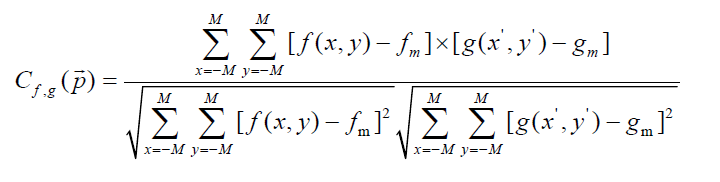 C_{f,g}(\vec{p}) = \frac{\sum_{x=-M}^{M} \sum_{y=-M}^{M} [f(x,y) - f_m] \times [g(x^{'},y^{'}) - g_m]}{\sqrt{\sum_{x=-M}^{M} \sum_{y=-M}^{M} [f(x,y) - f_{\mathrm{m}}]^2} \sqrt{\sum_{x=-M}^{M} \sum_{y=-M}^{M} [g(x^{'},y^{'}) - g_{\mathrm{m}}]^2}}